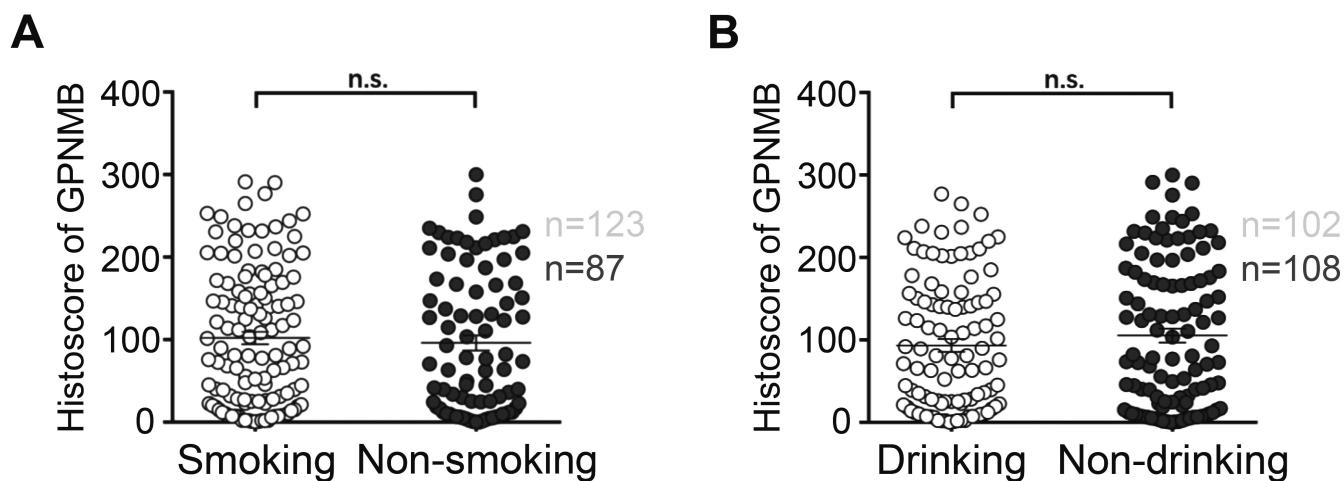 A
Histoscore of GPNMB
400
300
200
100
0
n.s.
n=123
n=87
Smoking
Non-smoking
B
Histoscore of GPNMB
400
300
200
100
0
n.s.
n=102
n=108
Drinking
Non-drinking